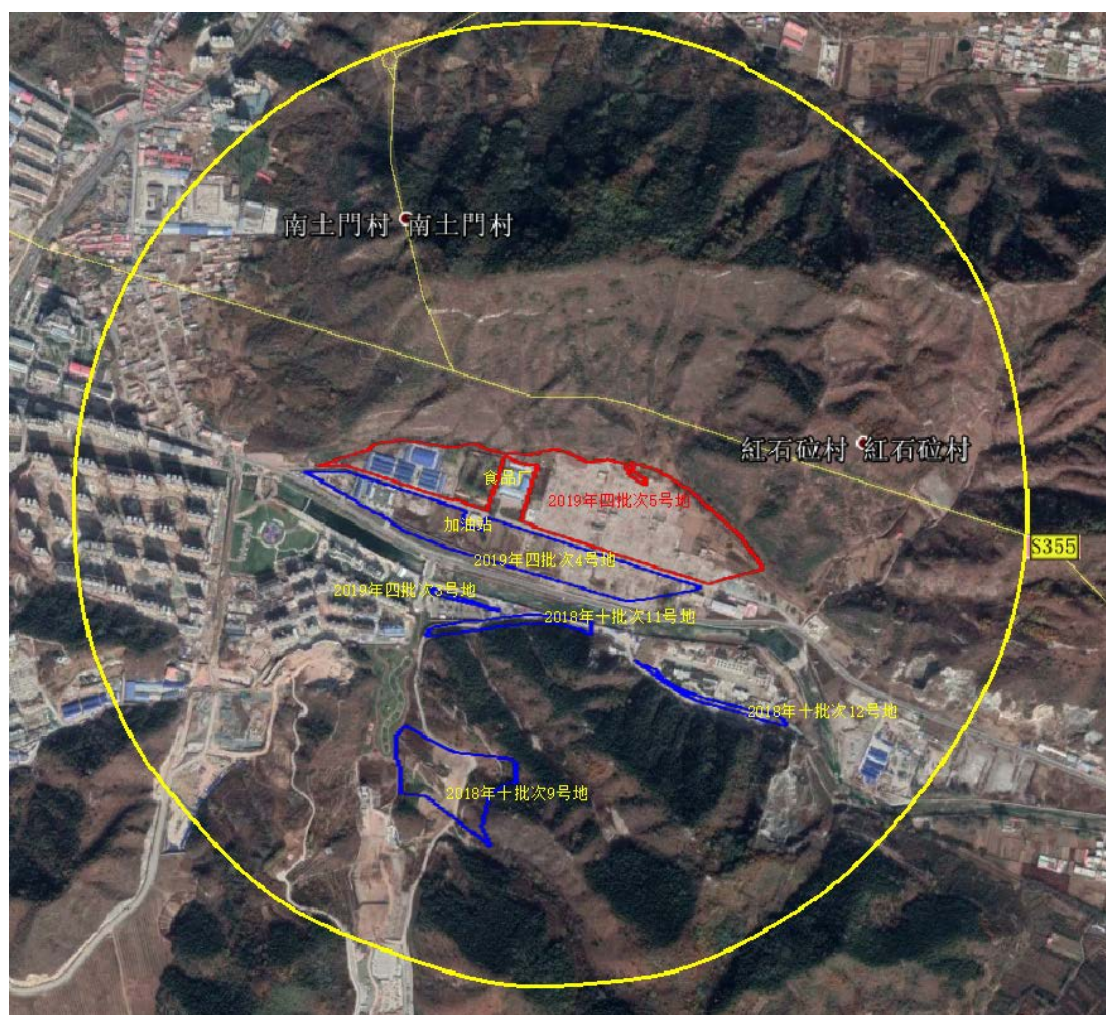 南土門村 南土門村
紅石砬村 紅石砬村
食品厂
2019年四批次5号地
加油站
S355
2019年四批次4号地
2019年四批次3号地
2018年十批次11号地
2018年十批次12号地
2018年十批次9号地